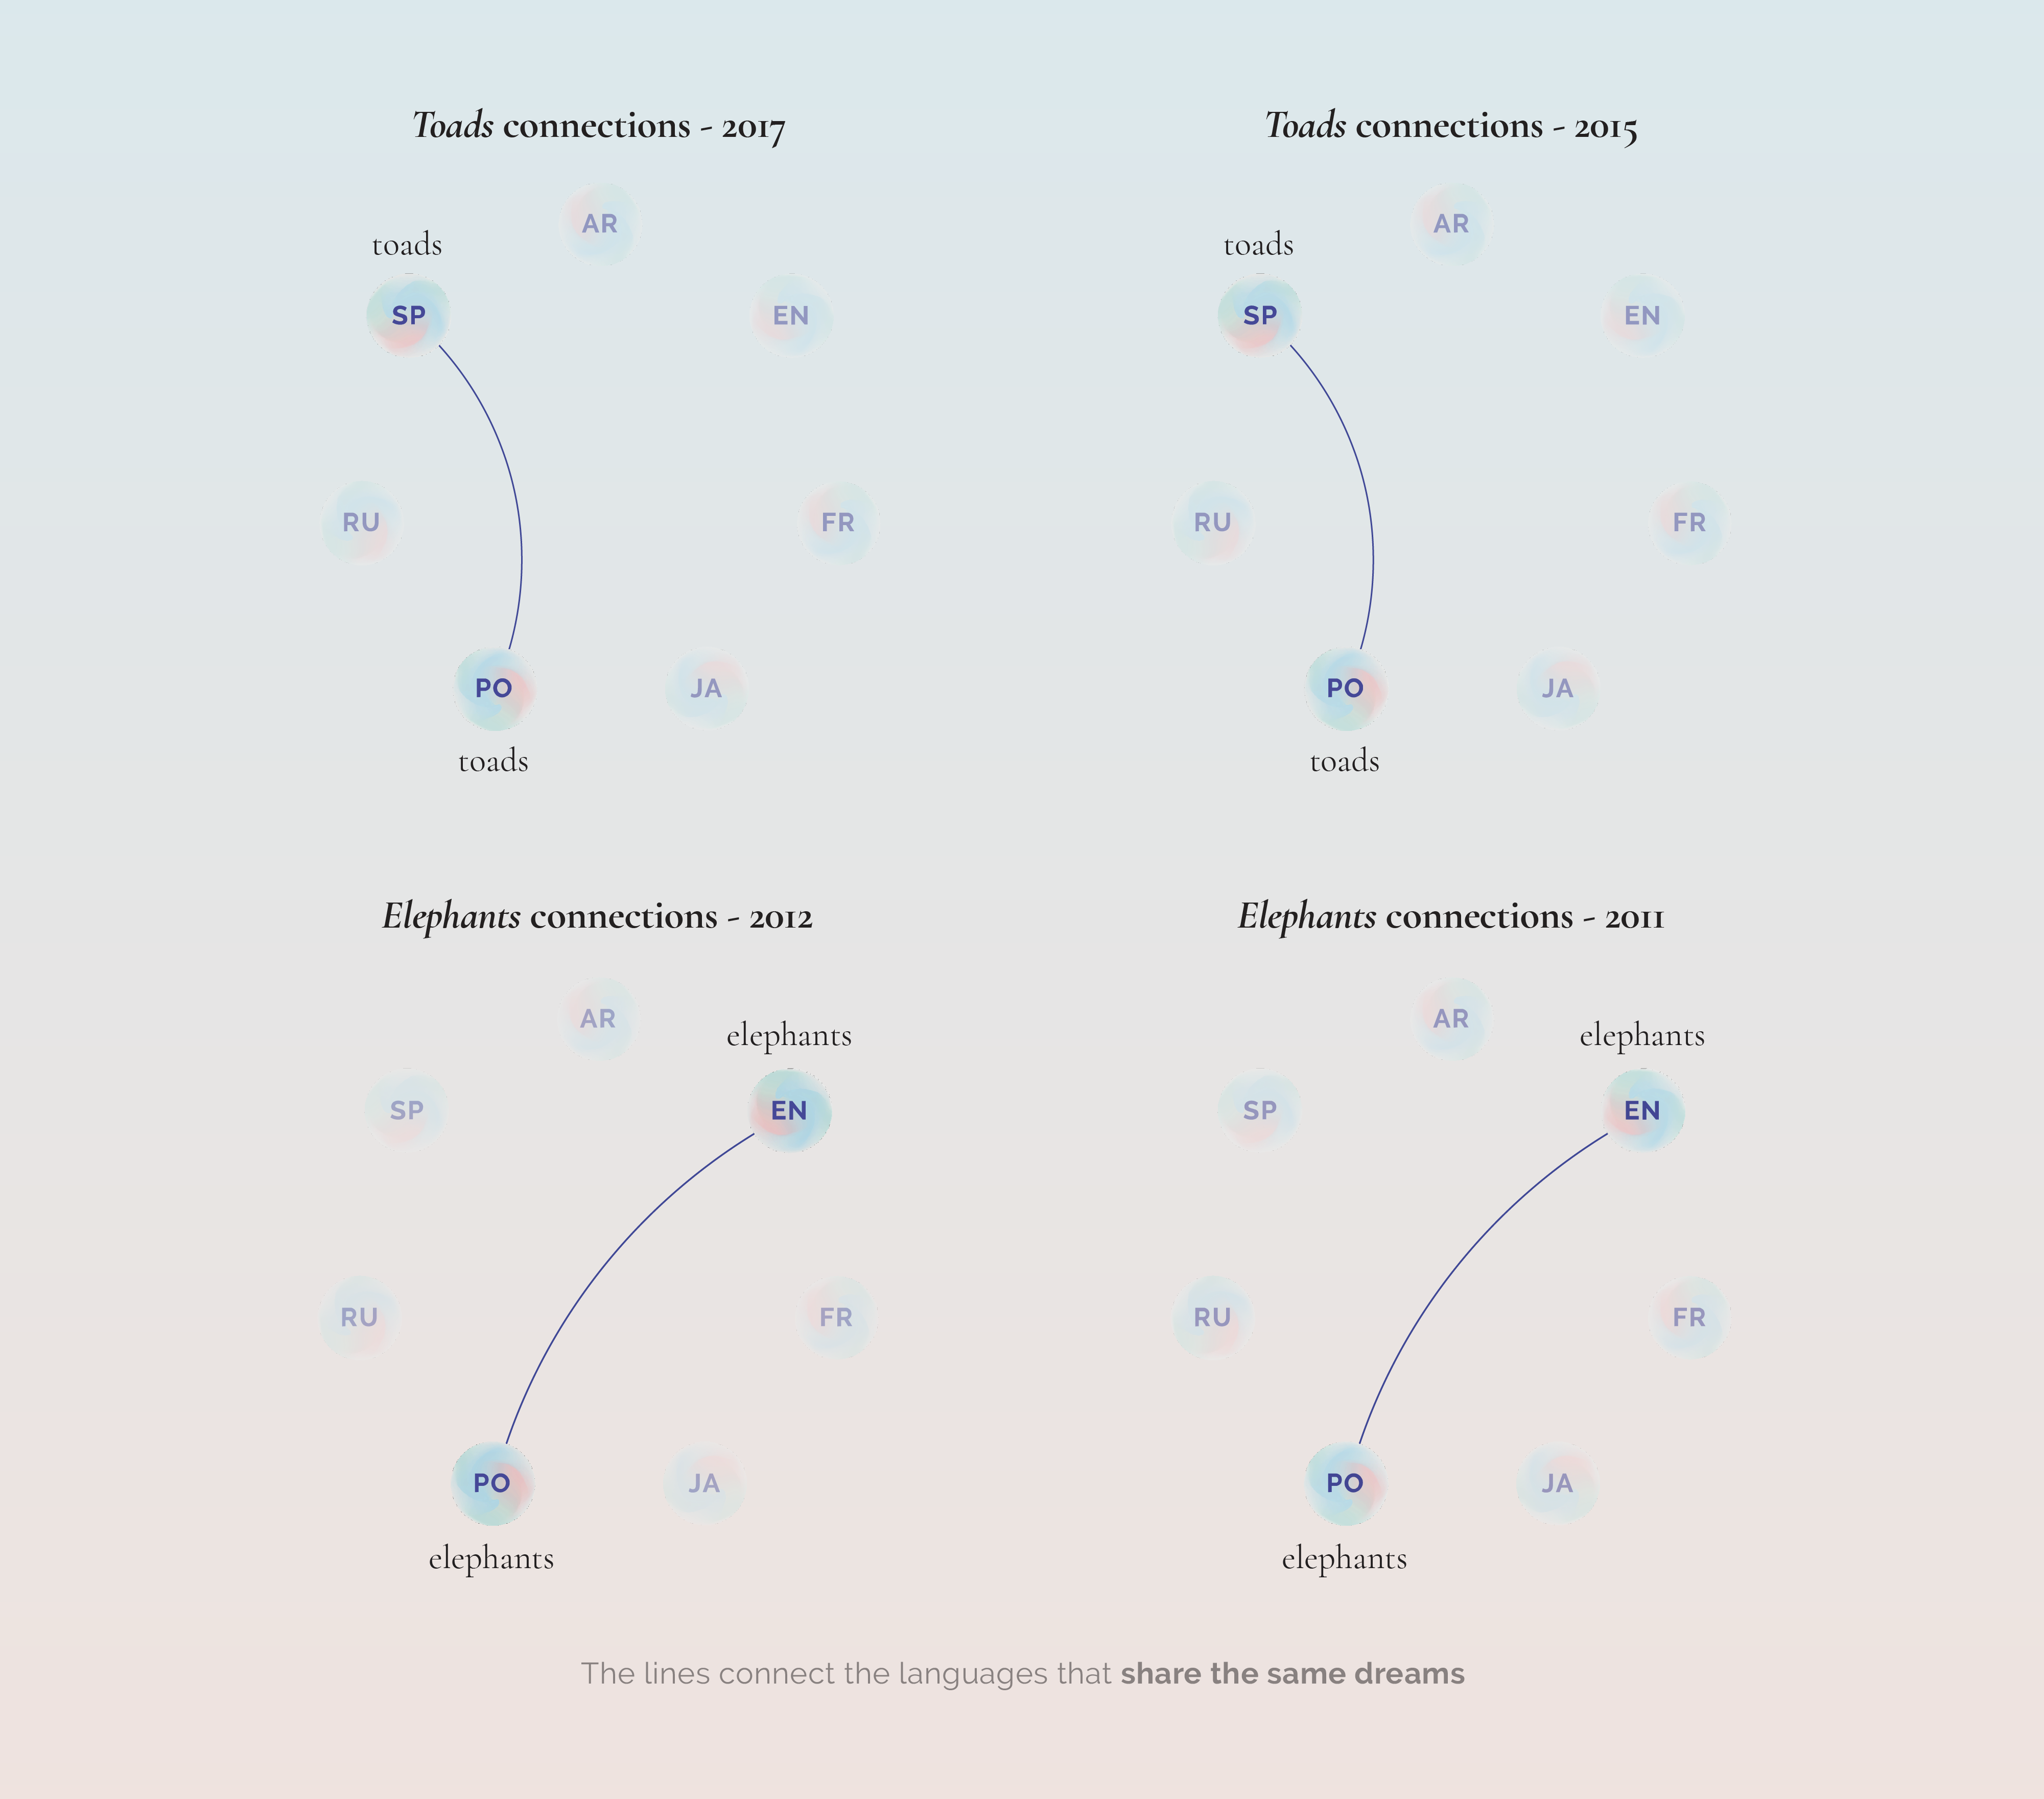 Toads connections - 2017
AR
toads
SP
EN
RU
FR
PO
JA
toads
Toads connections - 2015
AR
toads
SP
EN
RU
FR
PO
JA
toads
Elephants connections - 2012
AR
elephants
SP
EN
RU
FR
PO
JA
elephants
Elephants connections - 2011
AR
elephants
SP
EN
RU
FR
PO
JA
elephants
The lines connect the languages that share the same dreams